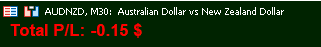 AUDNZD, M30: Australian Dollar vs New Zealand Dollar
Total P/L: -0.15 $